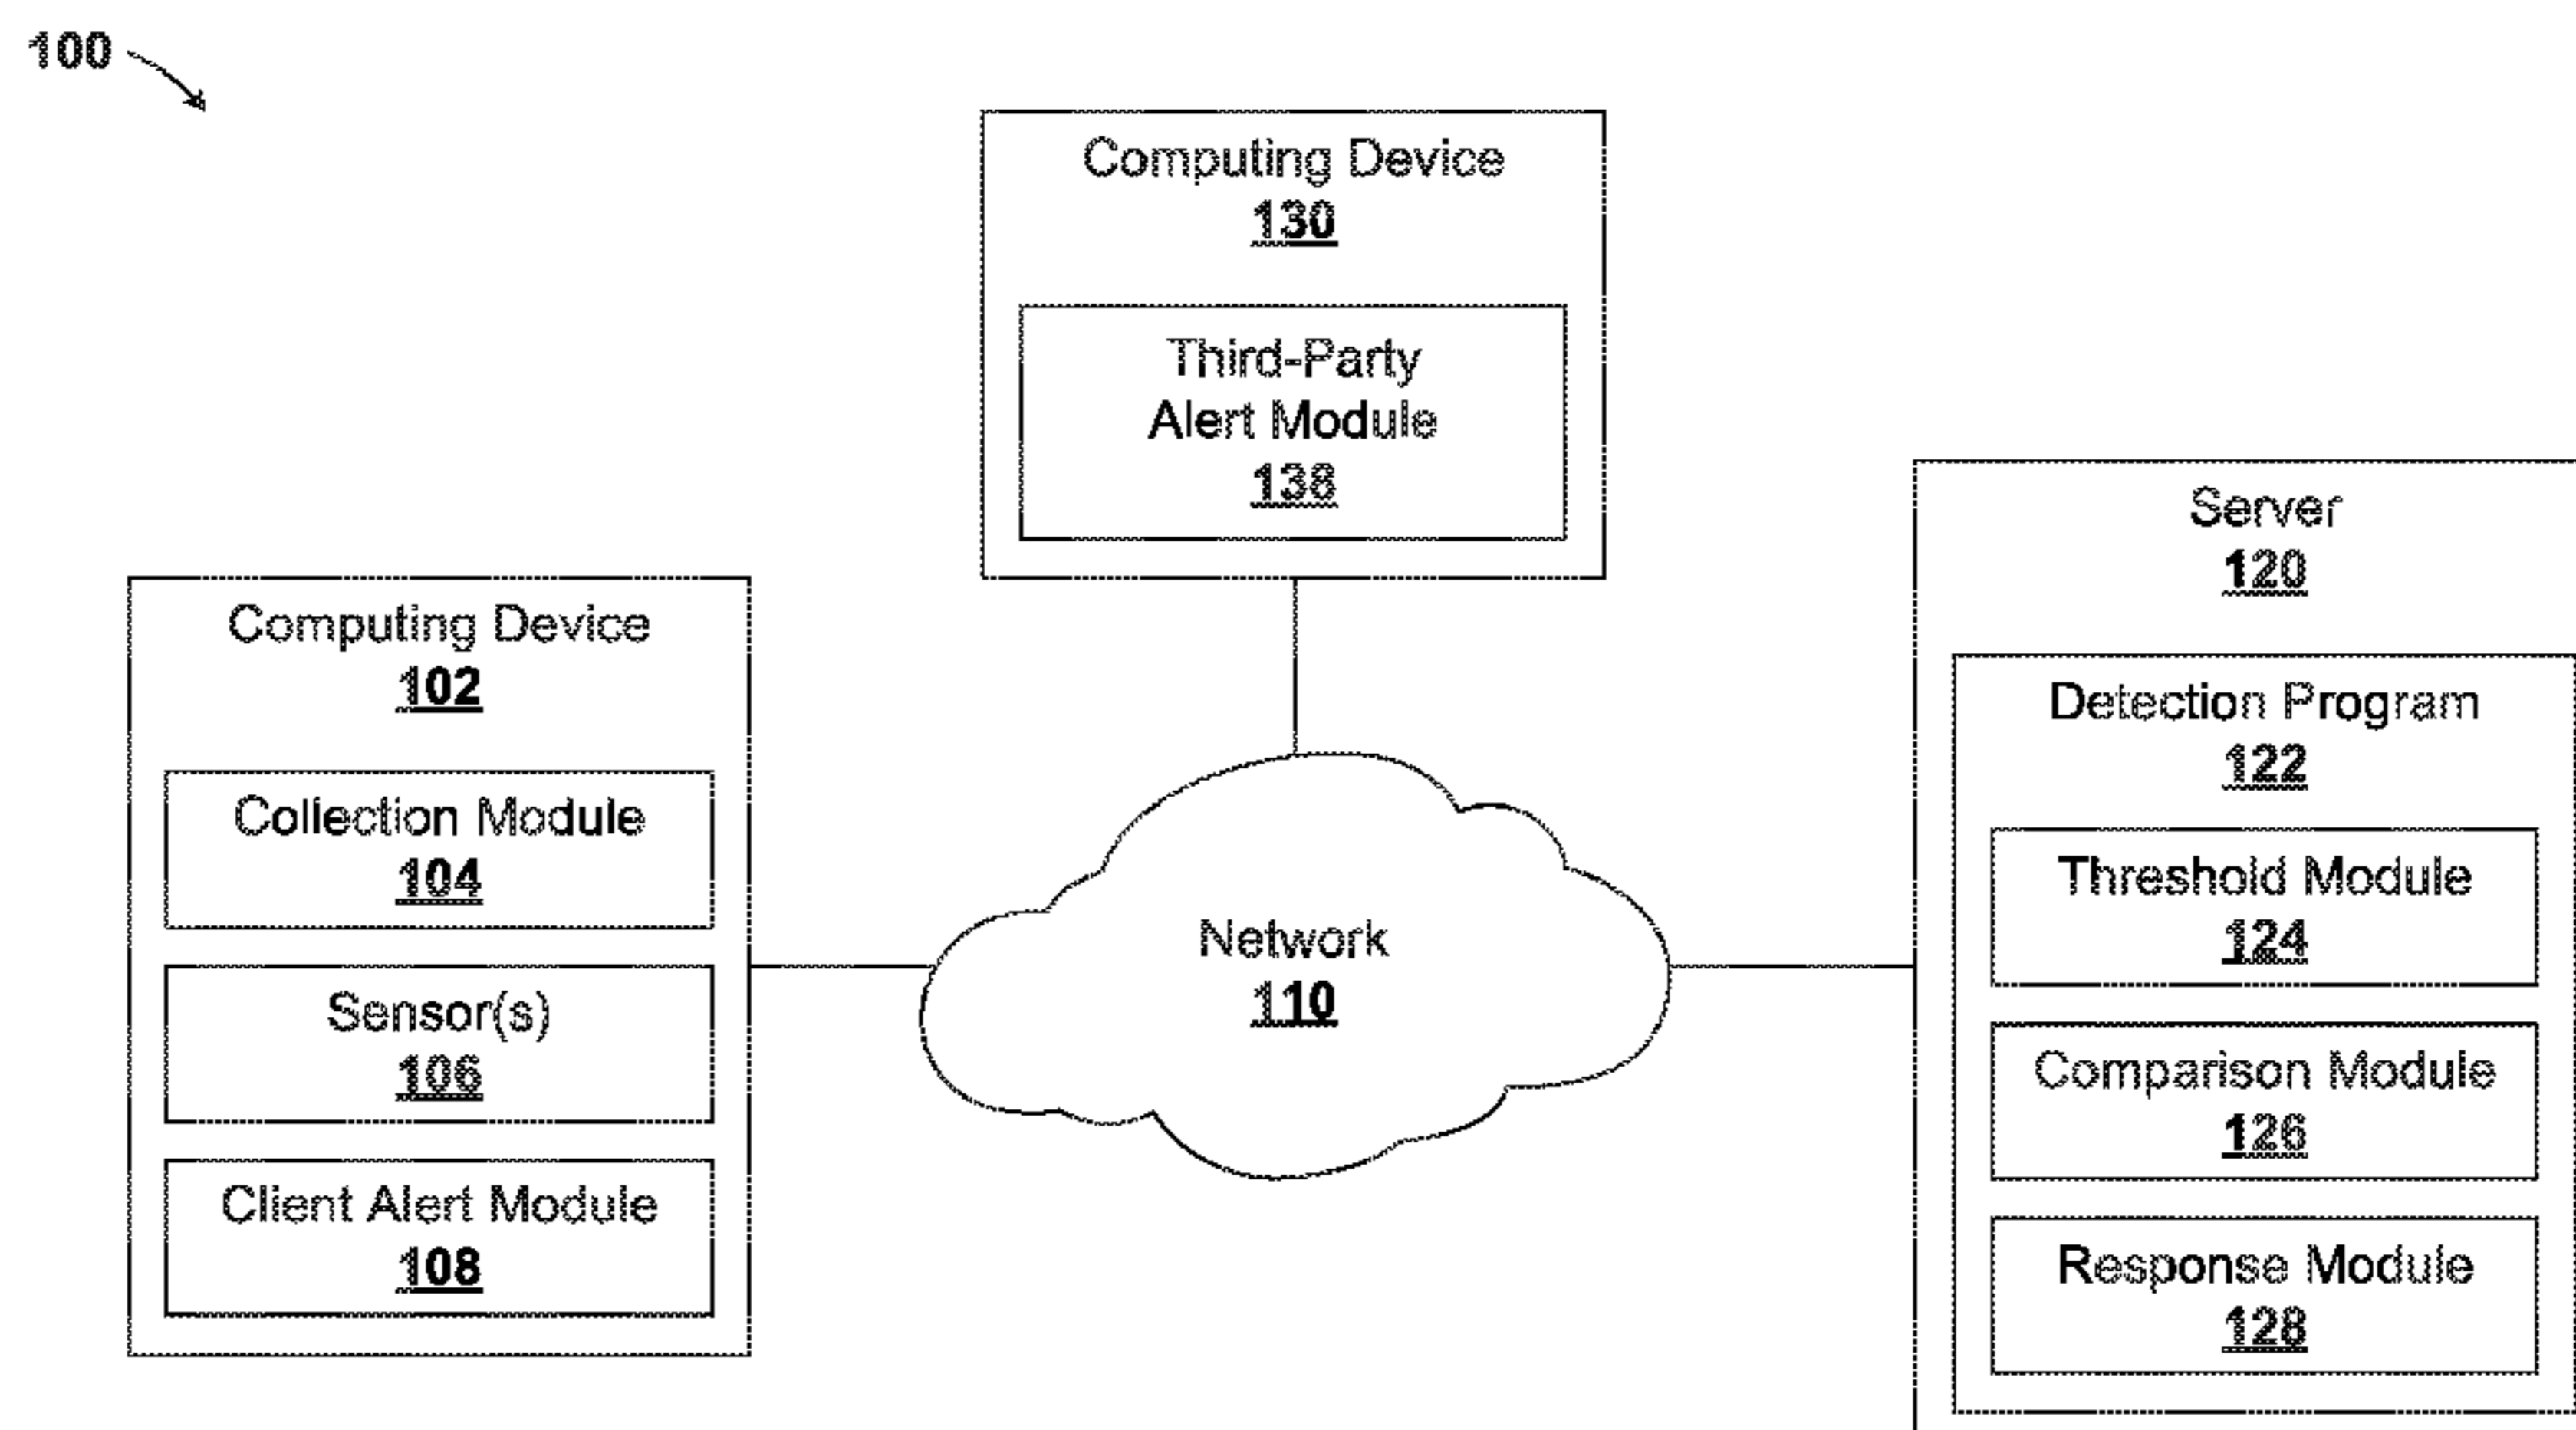 100
Computing Device
130
Third-Party
Alert Module
138
Computing Device
102
Collection Module
104
Sensor(s)
106
Client Alert Module
108
Network
110
Server
120
Detection Program
122
Threshold Module
124
Comparison Module
126
Response Module
128